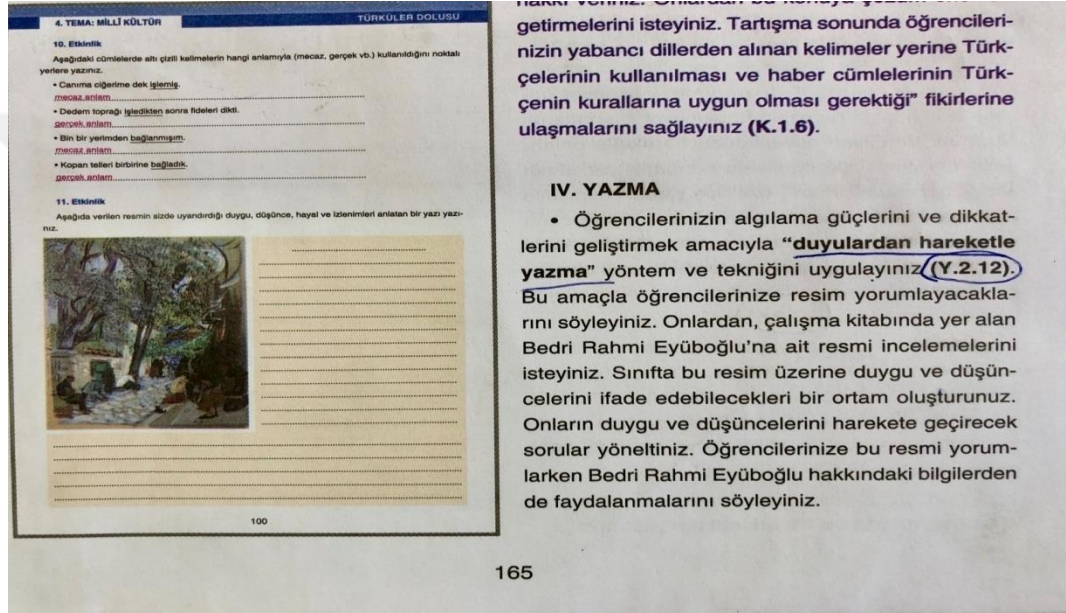 4. TEMA: MİLLÎ KÜLTÜR
TÜRKÜLER DOLUSU
10. Etkinlik
Aşağıdaki cümlelerde altı çizili kelimelerin hangi anlamıyla (mecaz, gerçek vb.) kullanıldığını noktalı
yerlere yazınız.
• Canıma ciğerime dek işlemiş.
mecaz anlam
• Dedem toprağı işledikten sonra fideleri dikti.
gerçek anlam
• Bin bir yerimden bağlanmışım.
mecaz anlam
• Kopan telleri birbirine bağladık.
gerçek anlam
11. Etkinlik
Aşağıda verilen resmin sizde uyandırdığı duygu, düşünce, hayal ve izlenimleri anlatan bir yazı yazı-
nız.
100
getirmelerini isteyiniz. Tartışma sonunda öğrencileri-
nizin yabancı dillerden alınan kelimeler yerine Türk-
çelerinin kullanılması ve haber cümlelerinin Türk-
çenin kurallarına uygun olması gerektiği” fikirlerine
ulaşmalarını sağlayınız (K.1.6).
IV. YAZMA
• Öğrencilerinizin algılama güçlerini ve dikkat-
lerini geliştirmek amacıyla “duyulardan hareketle
yazma” yöntem ve tekniğini uygulayınız (Y.2.12).
Bu amaçla öğrencilerinize resim yorumlayacakla-
rını söyleyiniz. Onlardan, çalışma kitabında yer alan
Bedri Rahmi Eyüboğlu’na ait resmi incelemelerini
isteyiniz. Sınıfta bu resim üzerine duygu ve düşün-
celerini ifade edebilecekleri bir ortam oluşturunuz.
Onların duygu ve düşüncelerini harekete geçirecek
sorular yöneltiniz. Öğrencilerinize bu resmi yorum-
larken Bedri Rahmi Eyüboğlu hakkındaki bilgilerden
de faydalanmalarını söyleyiniz.
165